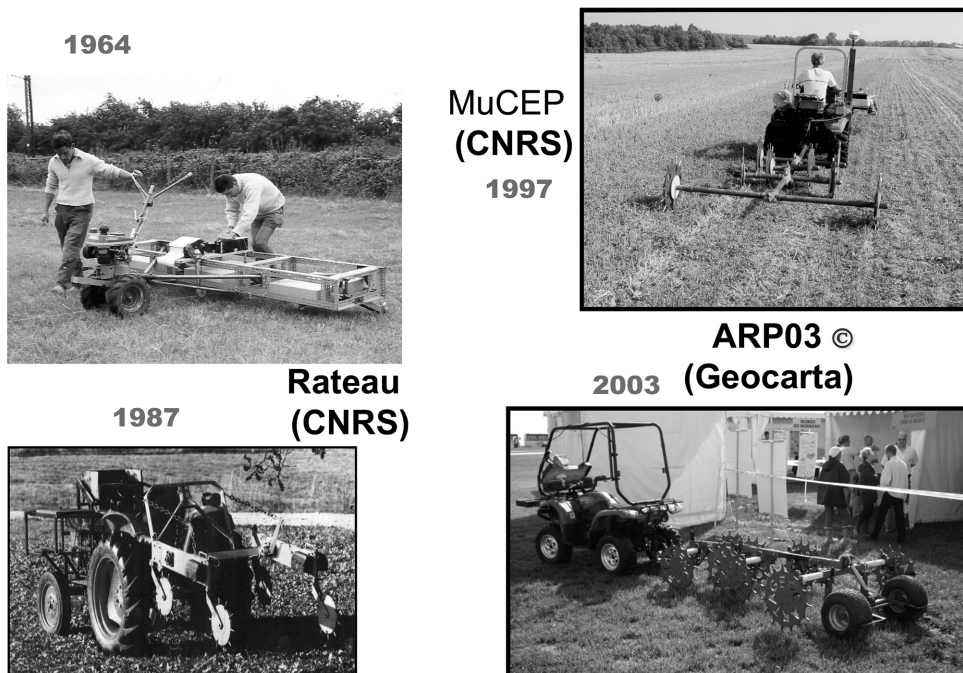 1964
MuCEP
(CNRS)
1997
Rateau
(CNRS)
1987
ARP03 ©
(Geocarta)
2003